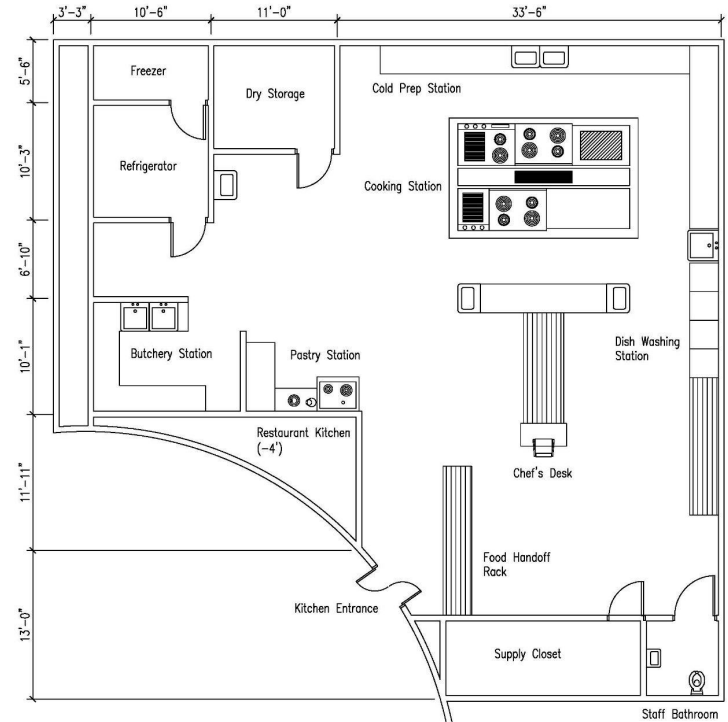 3'-3"
10'-6"
11'-0"
33'-6"
5'-6"
Freezer
Dry Storage
Cold Prep Station
10'-3"
Refrigerator
Cooking Station
6'-10"
10'-1"
Butchery Station
Pastry Station
Dish Washing
Station
Restaurant Kitchen
(-4')
Chef's Desk
11'-11"
Food Handoff
Rack
Kitchen Entrance
13'-0"
Supply Closet
Staff Bathroom